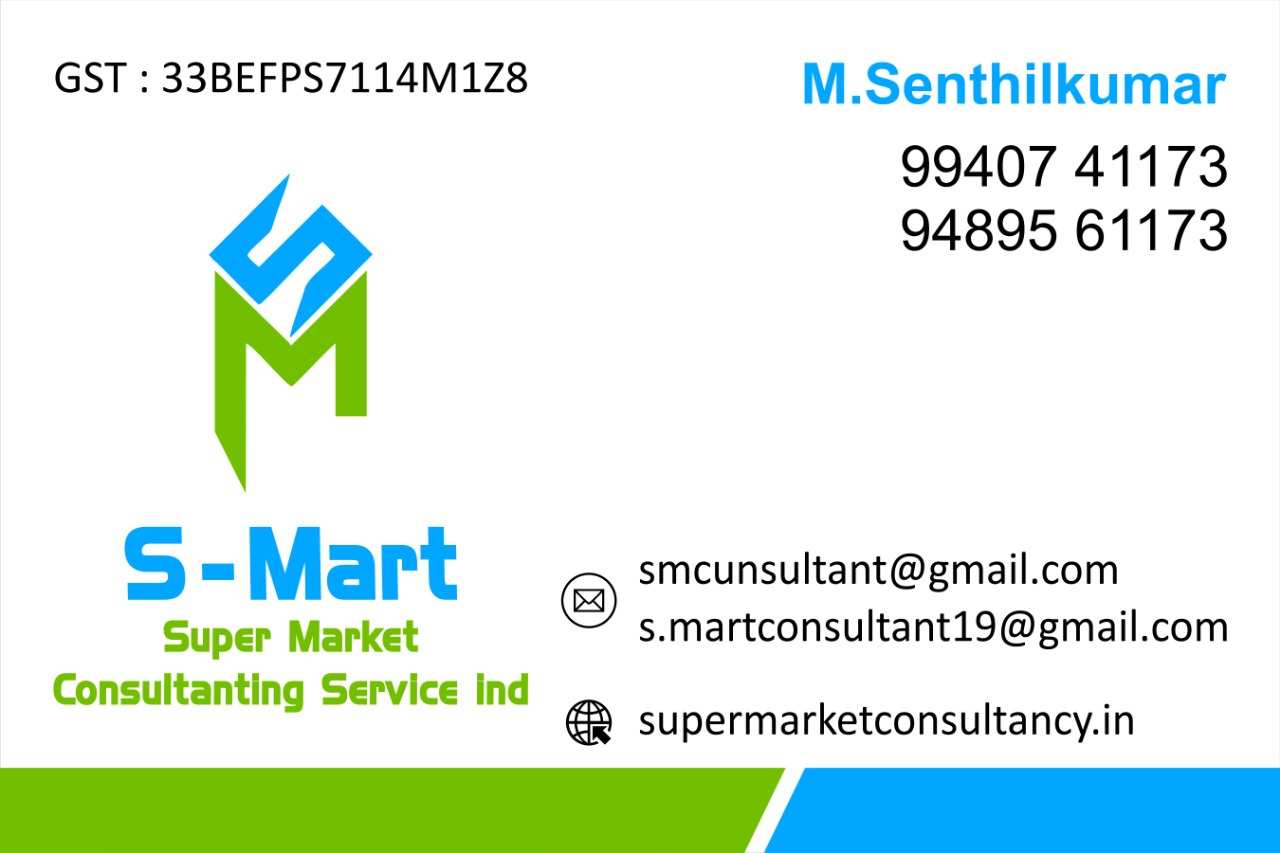 GST : 33BEFPS7114M1Z8
M.Senthilkumar
99407 41173
94895 61173
SM
S-Mart
Super Market
Consultanting Service ind
smcunsultant@gmail.com
s.martconsultant19@gmail.com
supermarketconsultancy.in